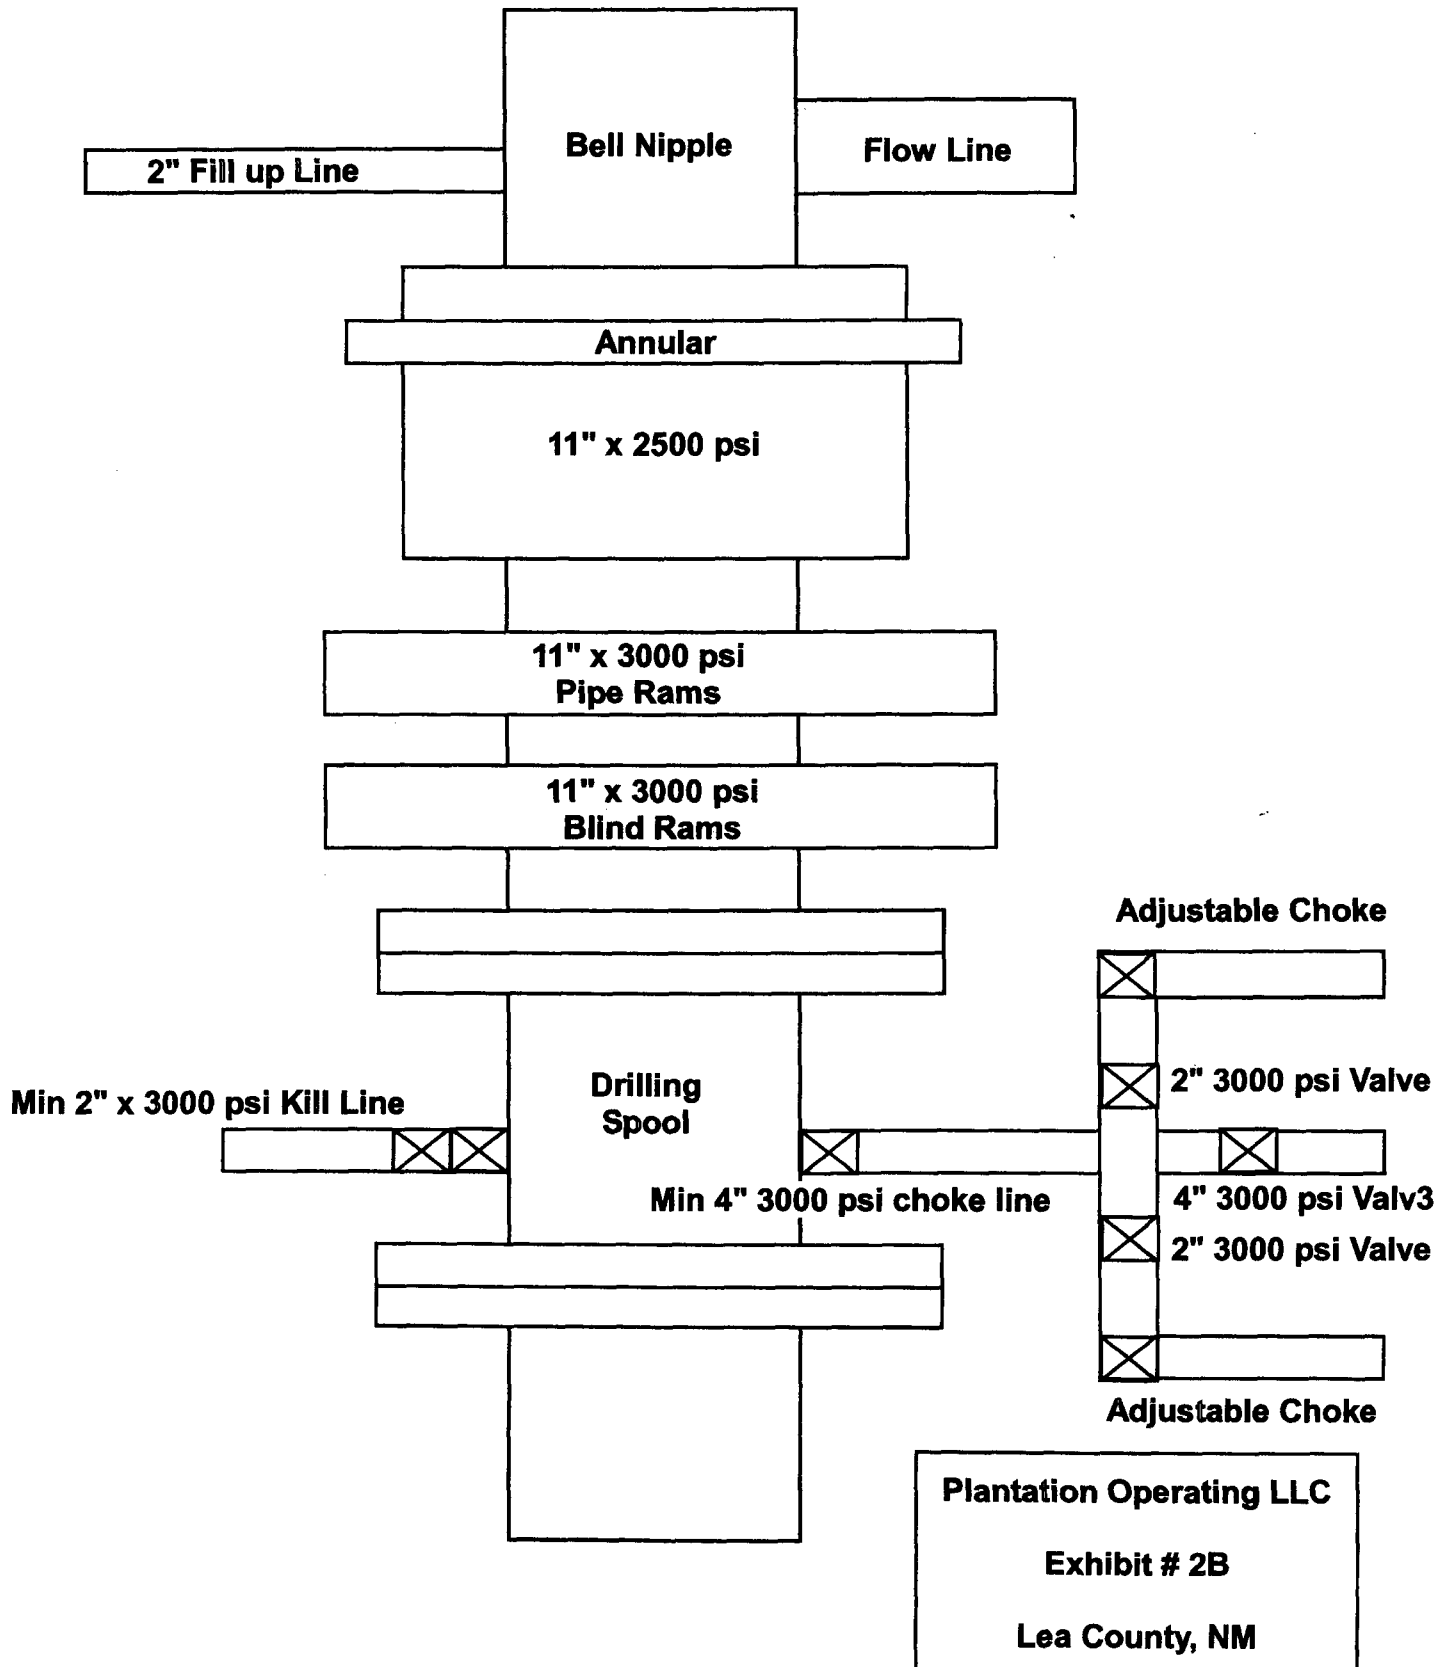 Bell Nipple
Flow Line
2" Fill up Line
Annular
11" x 2500 psi
11" x 3000 psi
Pipe Rams
11" x 3000 psi
Blind Rams
Adjustable Choke
2" 3000 psi Valve
Min 2" x 3000 psi Kill Line
Drilling
Spool
Min 4" 3000 psi choke line
4" 3000 psi Valv3
2" 3000 psi Valve
Adjustable Choke
Plantation Operating LLC
Exhibit # 2B
Lea County, NM